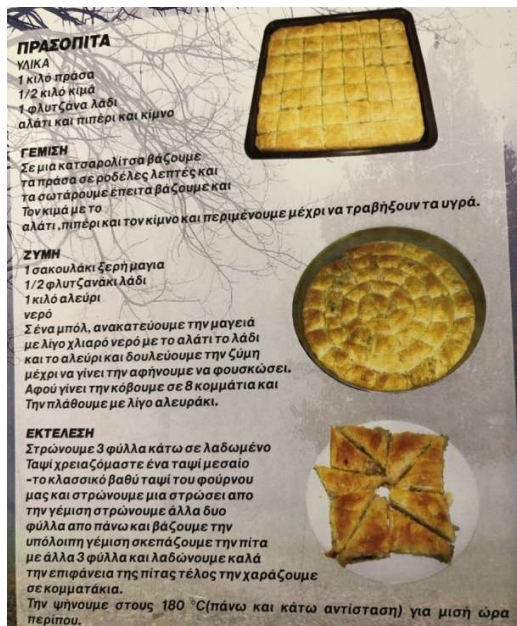 ΠΡΑΣΟΠΙΤΑ
ΥΛΙΚΑ
1 κιλό πράσα
1/2 κιλό κιμά
1 φλυτζάνα λάδι
αλάτι και πιπέρι και κίμνο
ΓΕΜΙΣΗ
Σε μια κατσαρολίτσα βάζουμε
τα πράσα σε ροδέλες λεπτές και
τα σωτάρουμε έπειτα βάζουμε και
Τον κιμά με το
αλάτι ,πιπέρι και τον κίμνο και περιμένουμε μέχρι να τραβήξουν τα υγρά.
ΖΥΜΗ
1 σακουλάκι ξερή μαγια
1/2 φλυτζανάκι λάδι
1 κιλό αλεύρι
νερό
Σ ένα μπόλ, ανακατεύουμε την μαγειά
με λίγο χλιαρό νερό με το αλάτι το λάδι
και το αλεύρι και δουλεύουμε την ζύμη
μέχρι να γίνει την αφήνουμε να φουσκώσει.
Αφού γίνει την κόβουμε σε 8 κομμάτια και
Την πλάθουμε με λίγο αλευράκι.
ΕΚΤΕΛΕΣΗ
Στρώνουμε 3 φύλλα κάτω σε λαδωμένο
Ταψί χρειαζόμαστε ένα ταψί μεσαίο
-το κλασσικό βαθύ ταψί του φούρνου
μας και στρώνουμε μια στρώσει απο
την γέμιση στρώνουμε άλλα δυο
φύλλα απο πάνω και βάζουμε την
υπόλοιπη γέμιση σκεπάζουμε την πίτα
με άλλα 3 φύλλα και λαδώνουμε καλά
την επιφάνεια της πίτας τέλος την χαράζουμε
σε κομματάκια.
Την ψήνουμε στους 180 °C(πάνω και κάτω αντίσταση) για μισή ώρα
περίπου.